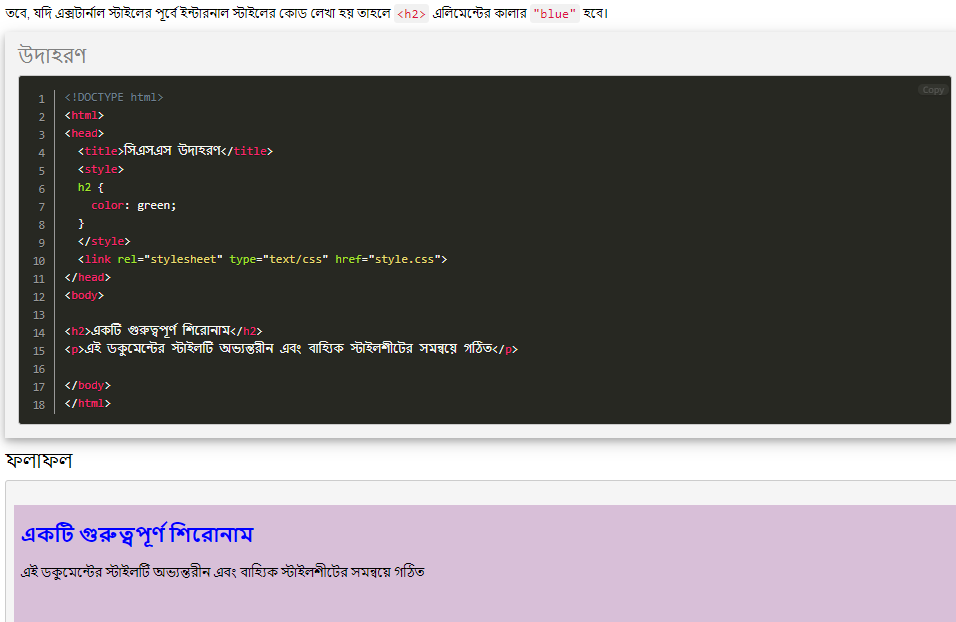 তবে, যদি এক্সটার্নাল স্টাইলের পূর্বে ইন্টারনাল স্টাইলের কোড লেখা হয় তাহলে <h2> এলিমেন্টের কালার "blue" হবে।
উদাহরণ
Copy
1 <!DOCTYPE html>
2 <html>
3 <head>
4 <title>সিএসএস উদাহরণ</title>
5 <style>
6 h2 {
7 color: green;
8 }
9 </style>
10 <link rel="stylesheet" type="text/css" href="style.css">
11 </head>
12 <body>
13
14 <h2>একটি গুরুত্বপূর্ণ শিরোনাম</h2>
15 <p>এই ডকুমেন্টের স্টাইলটি অভ্যন্তরীন এবং বাহ্যিক স্টাইলশীটের সমন্বয়ে গঠিত</p>
16
17 </body>
18 </html>
ফলাফল
একটি গুরুত্বপূর্ণ শিরোনাম
এই ডকুমেন্টের স্টাইলটি অভ্যন্তরীন এবং বাহ্যিক স্টাইলশীটের সমন্বয়ে গঠিত